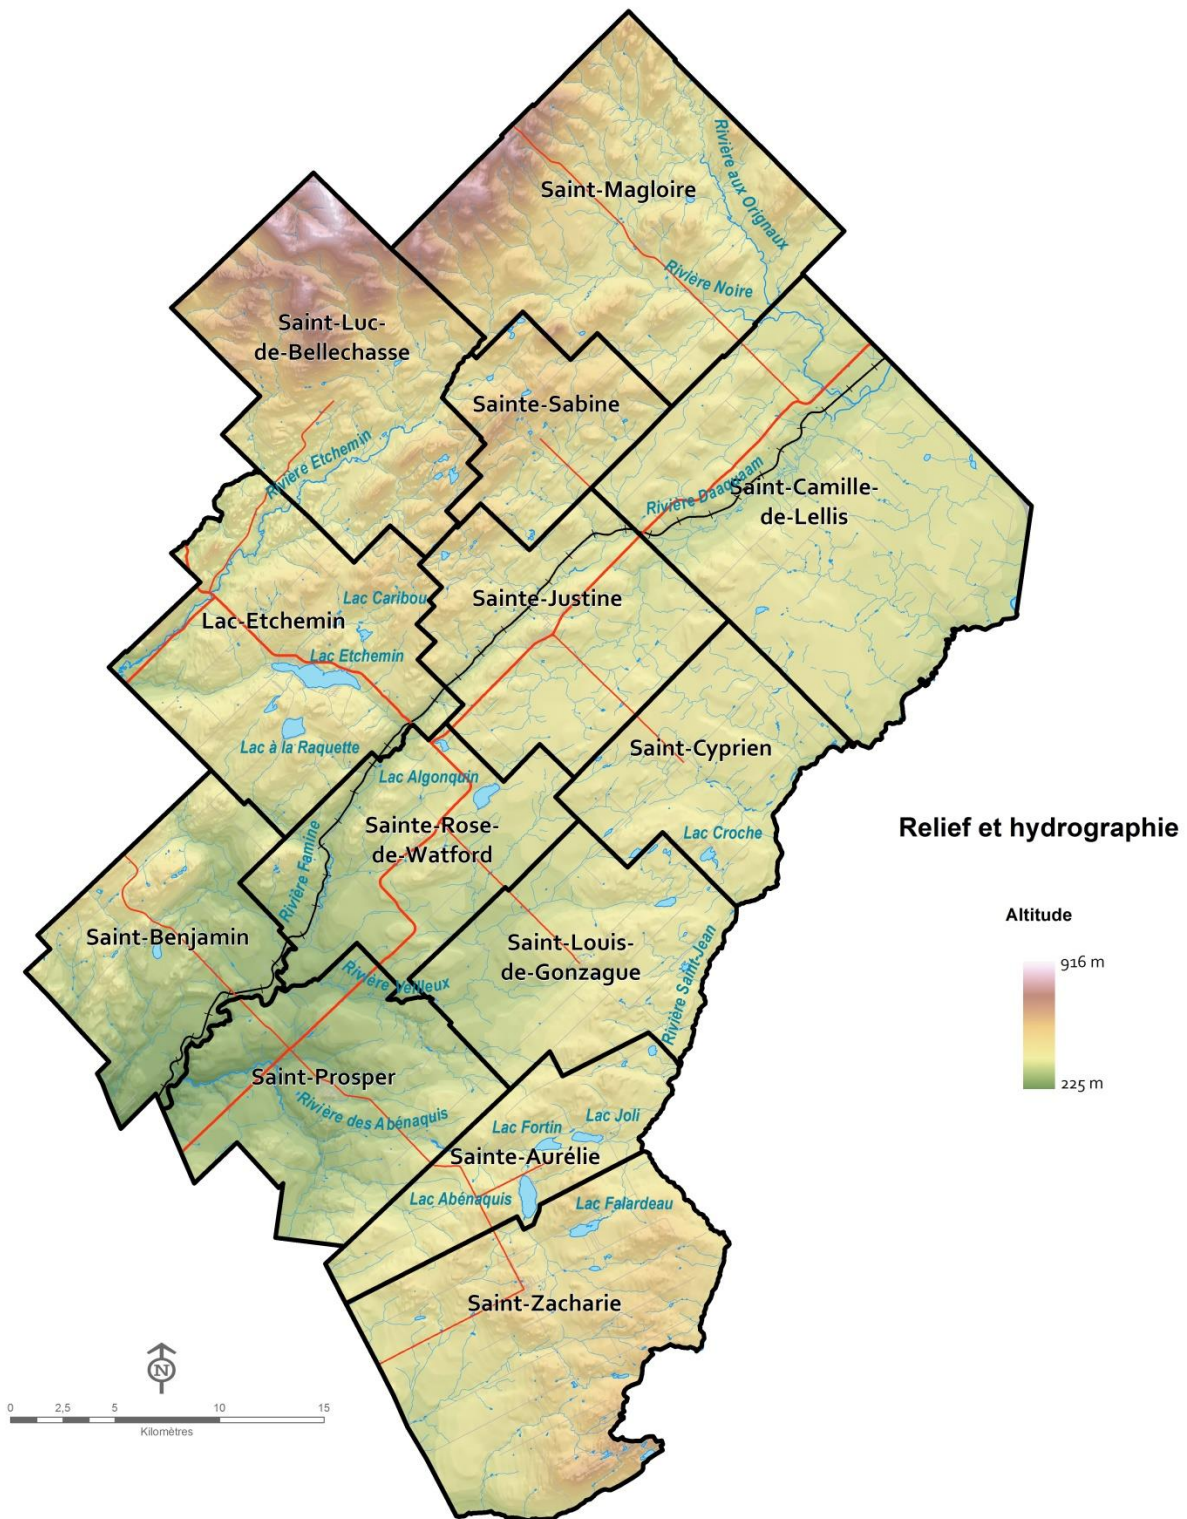 Rivière aux Orignaux
Saint-Magloire
Rivière Noire
Saint-Luc-
de-Bellechasse
Sainte-Sabine
Rivière Etchemin
Rivière Daaquaam
Saint-Camille-
de-Lellis
Lac Caribou
Sainte-Justine
Lac-Etchemin
Lac Etchemin
Lac à la Raquette
Saint-Cyprien
Lac Algonquin
Sainte-Rose-
de-Watford
Lac Croche
Relief et hydrographie
Rivière Famine
Altitude
Saint-Benjamin
Saint-Louis-
de-Gonzague
916 m
Rivière Veilleux
Rivière Saint-Jean
225 m
Saint-Prosper
Rivière des Abénaquis
Lac Fortin
Lac Joli
Sainte-Aurélie
Lac Abénaquis
Lac Falardeau
Saint-Zacharie
N
0 2,5 5 10 15
Kilomètres